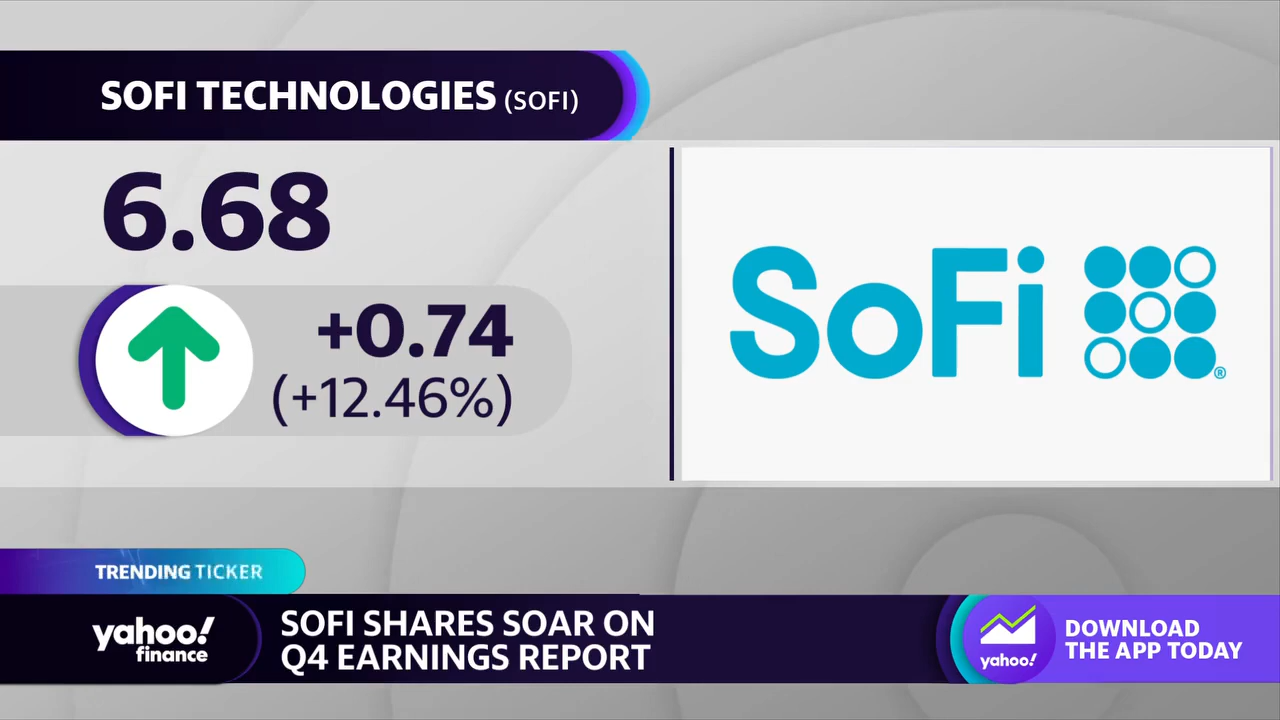 SOFI TECHNOLOGIES (SOFI)
6.68
+0.74
(+12.46%)
SoFi ®
TRENDING TICKER
yahoo!
finance
SOFI SHARES SOAR ON
Q4 EARNINGS REPORT
yahoo!
DOWNLOAD
THE APP TODAY